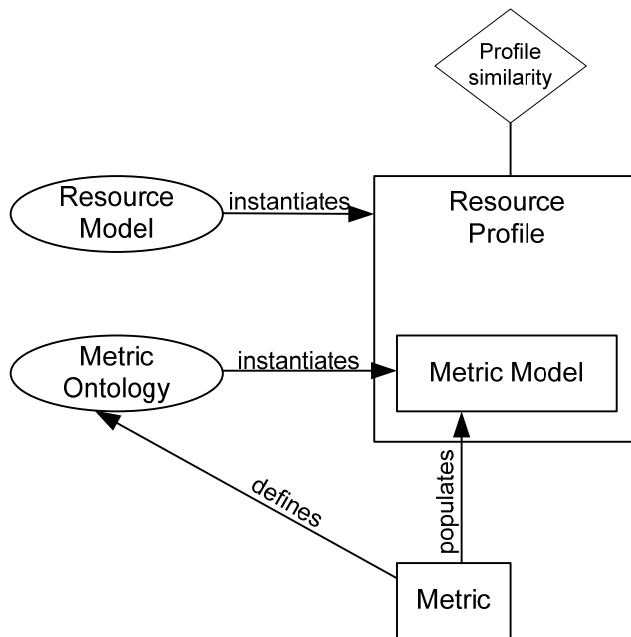 Profile
similarity
Resource
Model
instantiates
Resource
Profile
Metric
Ontology
instantiates
Metric Model
defines
populates
Metric